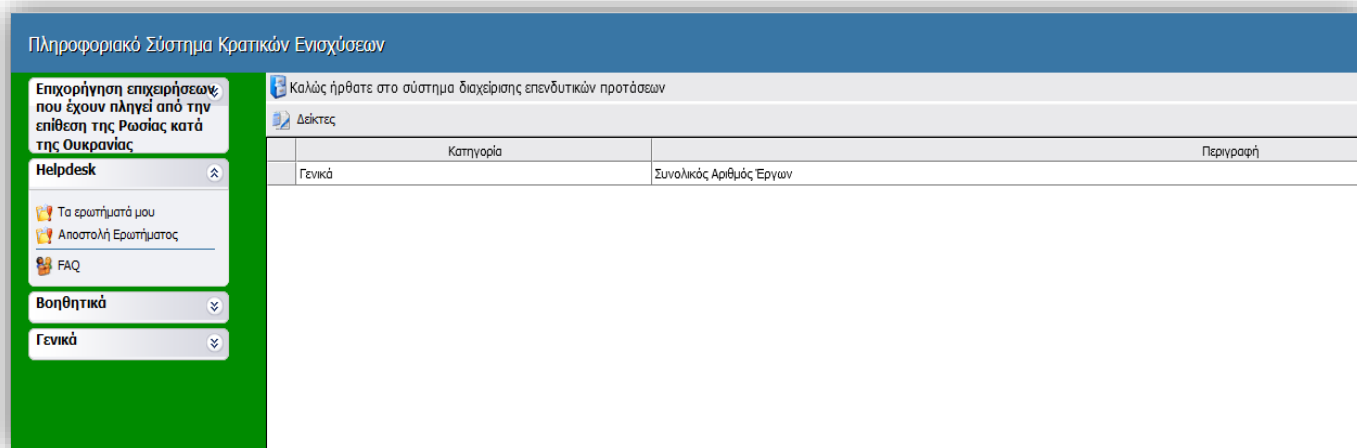 Πληροφοριακό Σύστημα Κρατικών Ενισχύσεων
Επιχορήγηση επιχειρήσεων
που έχουν πληγεί από την
επίθεση της Ρωσίας κατά
της Ουκρανίας
Helpdesk
Τα ερωτήματά μου
Αποστολή Ερωτήματος
FAQ
Βοηθητικά
Γενικά
Καλώς ήρθατε στο σύστημα διαχείρισης επενδυτικών προτάσεων
Δείκτες
Κατηγορία Περιγραφή
Γενικά Συνολικός Αριθμός Έργων